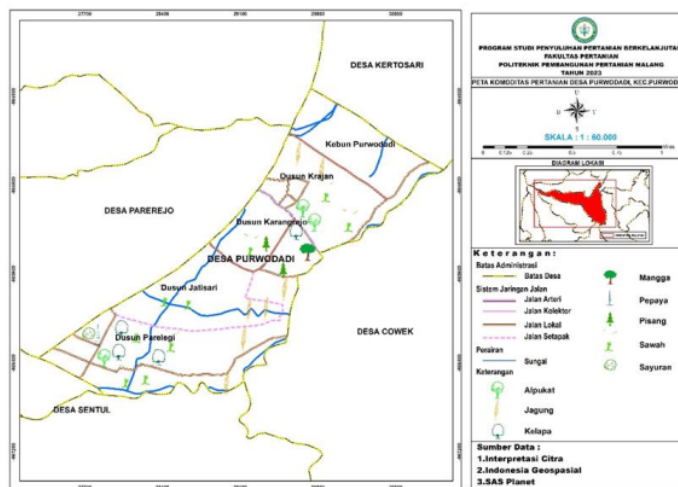 DESA KERTOSARI
Kebun Purwodadi
Dusun Krajan
DESA PAREREJO
Dusun Karangrejo
DESA PURWODADI
Dusun Jatisari
DESA COWEK
Dusun Parelegi
DESA SENTUL
PROGRAM STUDI PENYULUHAN PERTANIAN BERKELANJUTAN
FAKULTAS PERTANIAN
POLITEKNIK PEMBANGUNAN PERTANIAN MALANG
TAHUN 2023
PETA KOMODITAS PERTANIAN DESA PURWODADI, KEC.PURWODADI
SKALA : 1 : 60.000
DIAGRAM LOKASI
Keterangan:
Batas Administrasi
Batas Desa
Sistem Jaringan Jalan
Jalan Arteri
Jalan Kolektor
Jalan Lokal
Jalan Setapak
Perairan
Sungai
Keterangan
Alpukat
Jagung
Kelapa
Mangga
Pepaya
Pisang
Sawah
Sayuran
Sumber Data :
1.Interpretasi Citra
2.Indonesia Geospasial
3.SAS Planet